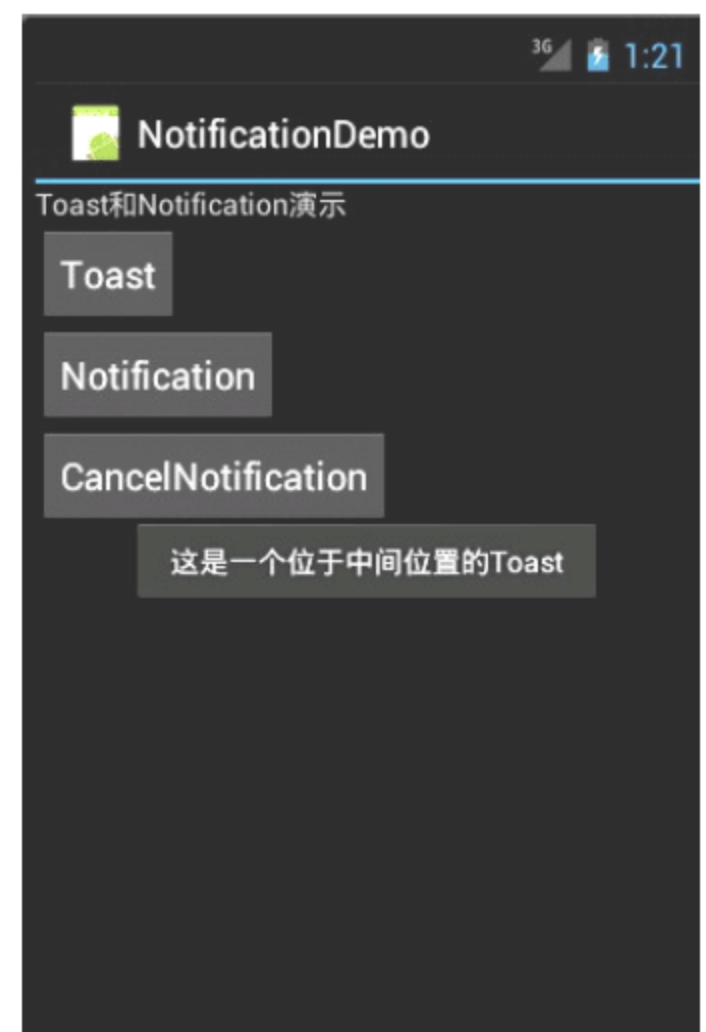 3G 1:21
NotificationDemo
Toast和Notification演示
Toast
Notification
CancelNotification
这是一个位于中间位置的Toast